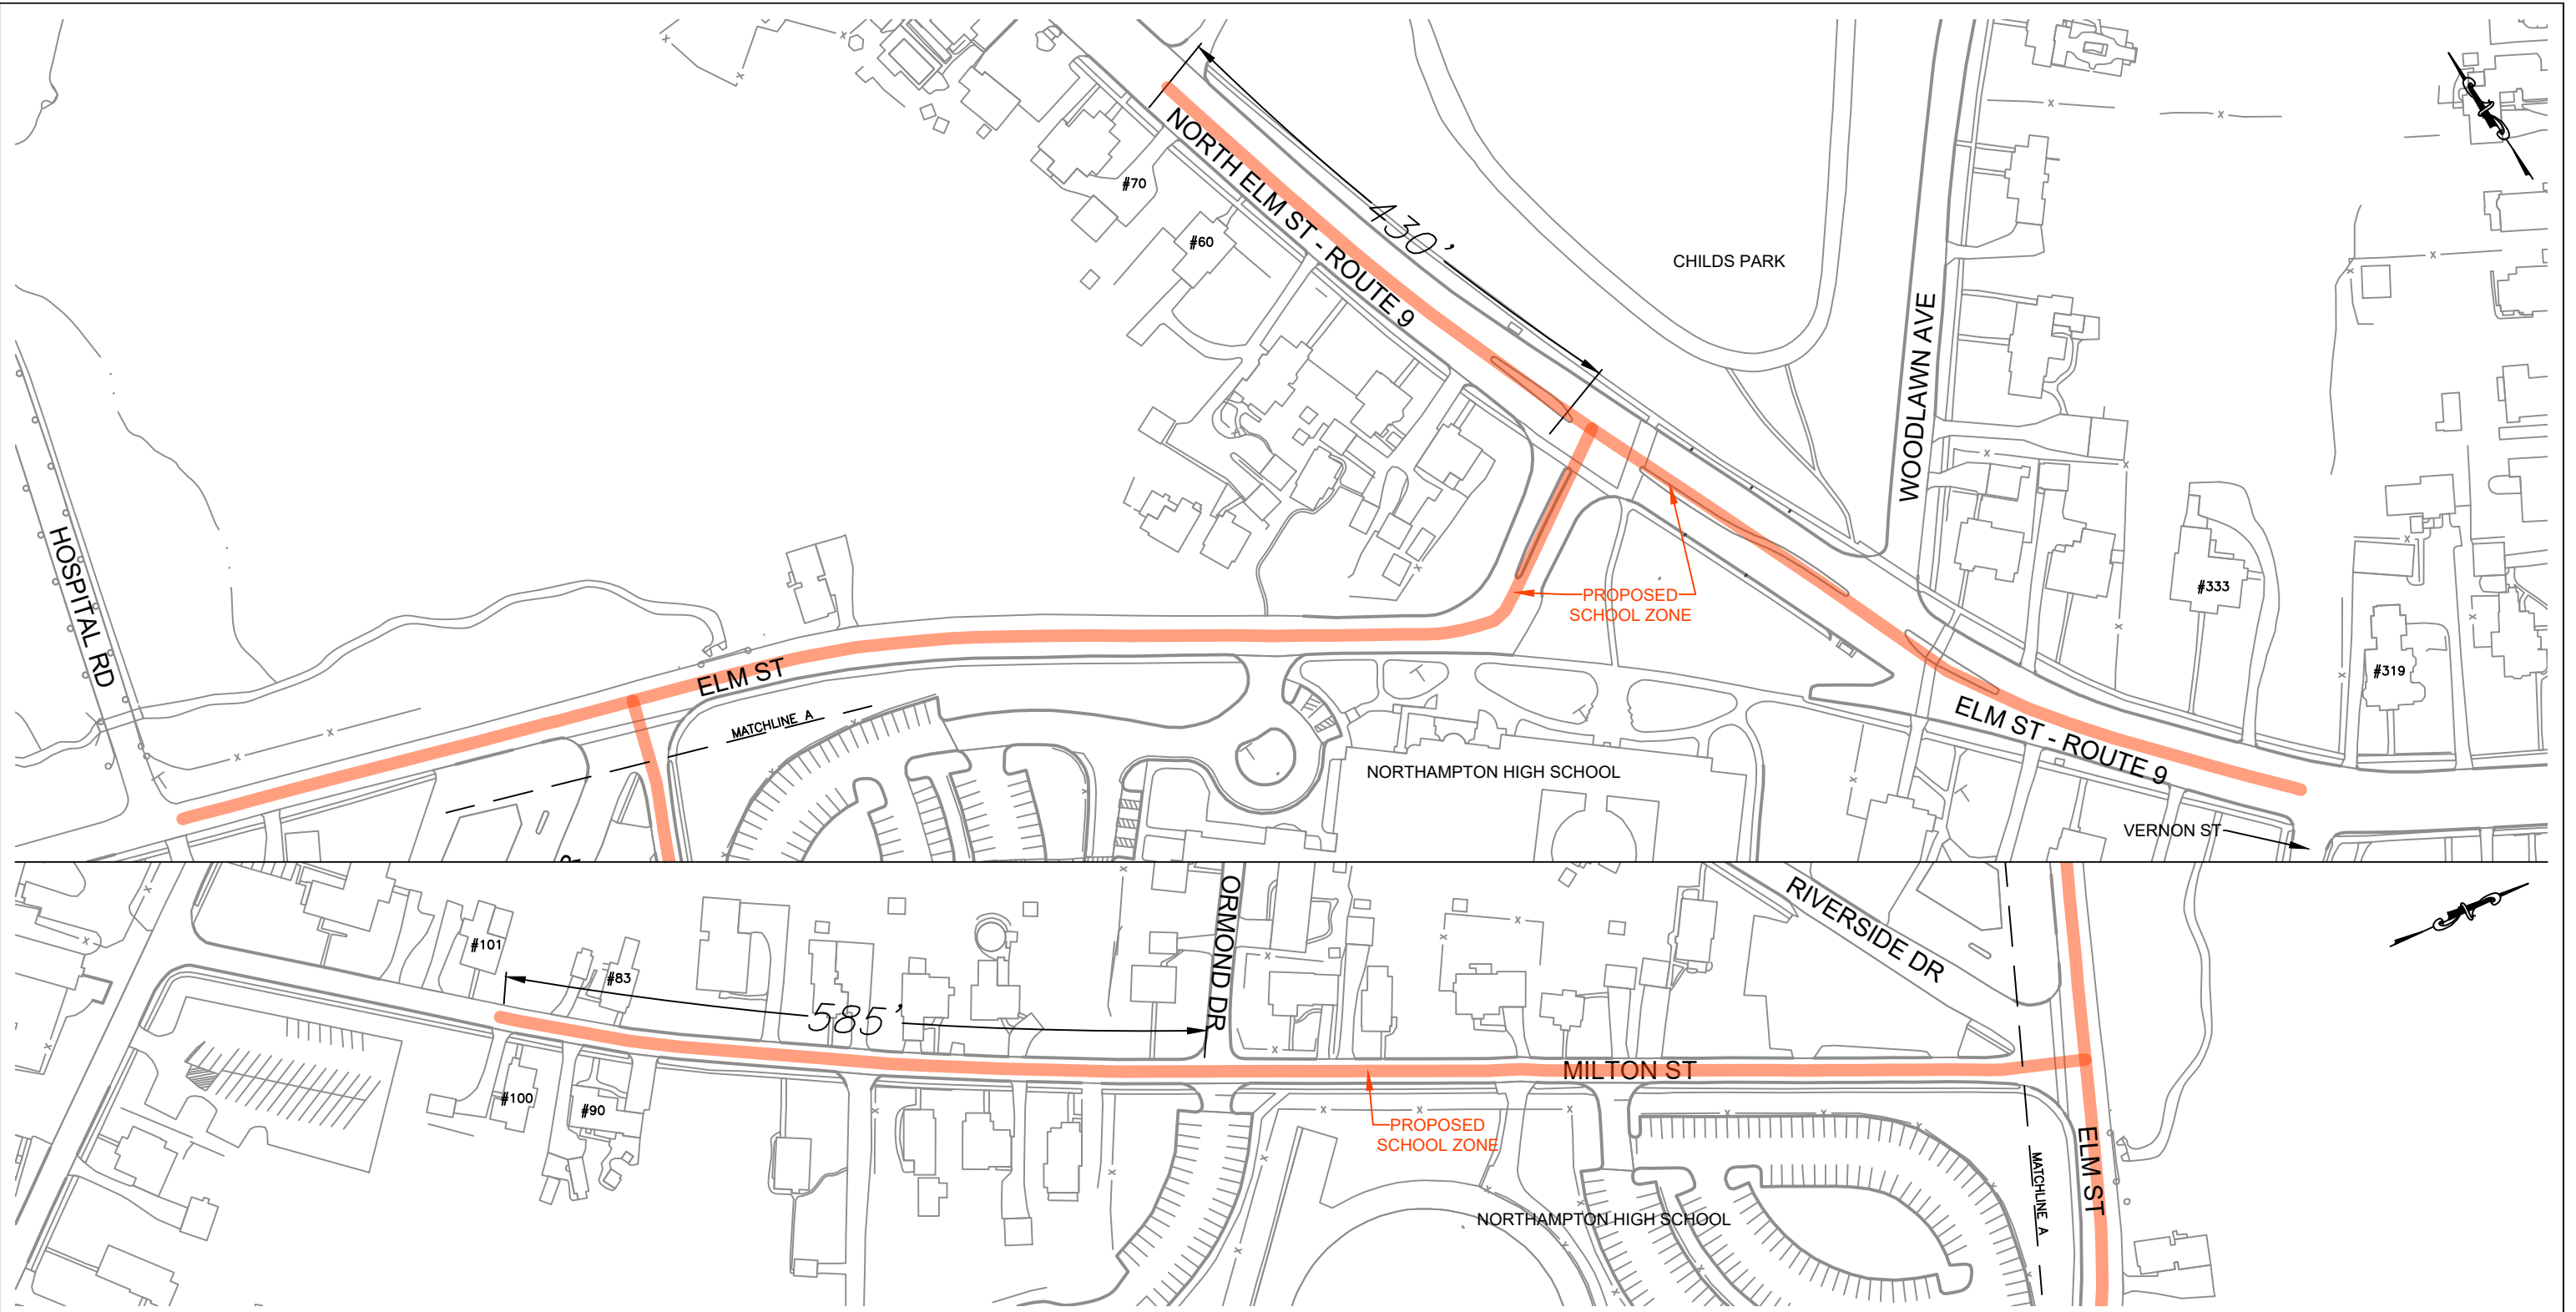 NORTH ELM ST - ROUTE 9
#70
#60
430'
CHILDS PARK
WOODLAWN AVE
HOSPITAL RD
PROPOSED
SCHOOL ZONE
#333
#319
ELM ST
MATCHLINE A
ELM ST - ROUTE 9
NORTHAMPTON HIGH SCHOOL
VERNON ST
ORMOND DR
RIVERSIDE DR
#101
#83
585'
MILTON ST
#100
#90
PROPOSED
SCHOOL ZONE
NORTHAMPTON HIGH SCHOOL
MATCHLINE A
ELM ST